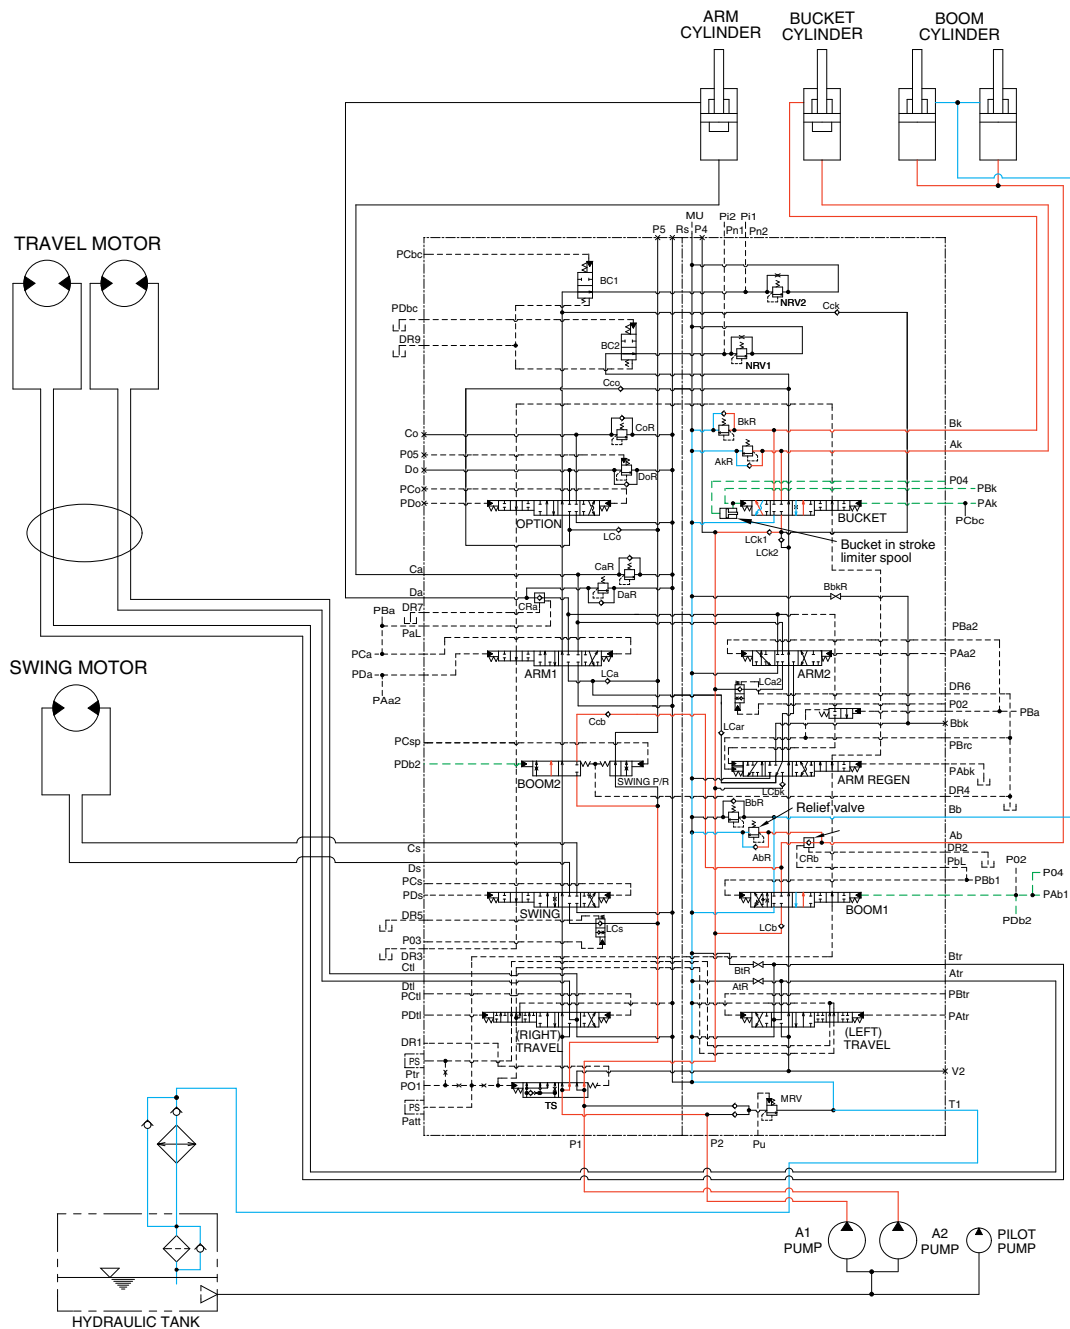 ARM
CYLINDER
BUCKET
CYLINDER
BOOM
CYLINDER
TRAVEL MOTOR
SWING MOTOR
P5
Rs
MU
P4
Pi2
Pn1
Pi1
Pn2
PCbc
BC1
NRV2
Cck
PDbc
DR9
BC2
NRV1
Cco
Co
CoR
BkR
Bk
P05
AkR
Ak
Do
DoR
P04
PCo
PBk
PDo
PAk
OPTION
BUCKET
PCbc
LCo
LCk1
LCk2
Bucket in stroke
limiter spool
Ca
CaR
Da
DaR
BbkR
CRa
PBa
DR7
PaL
PBa2
PCa
PAa2
PDa
ARM1
ARM2
PAa2
LCa
LCa2
DR6
P02
PBa
Ccb
LCar
Bbk
PCsp
PBrc
PDb2
PAbk
BOOM2
SWING P/R
ARM REGEN
LCbk
DR4
BbR
Relief valve
Bb
Ab
Cs
AbR
CRb
DR2
Ds
PbL
P02
P04
PCs
PBb1
PDs
PAb1
SWING
BOOM1
DR5
LCs
PDb2
LCb
P03
DR3
Ctl
BtR
Btr
Dtl
AtR
Atr
PCtl
PBtr
PDtl
PAtr
(RIGHT)
TRAVEL
(LEFT)
TRAVEL
DR1
PS
Ptr
V2
PO1
TS
PS
MRV
T1
Patt
P1
P2
Pu
A1
PUMP
A2
PUMP
PILOT
PUMP
HYDRAULIC TANK